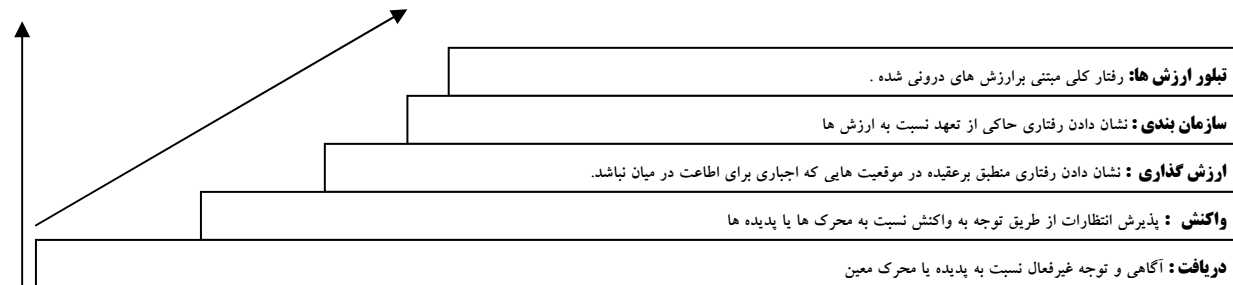 تبلور ارزش ها: رفتار کلی مبتنی برارزش های درونی شده .
سازمان بندی : نشان دادن رفتاری حاکی از تعهد نسبت به ارزش ها
ارزش گذاری : نشان دادن رفتاری منطبق برعقیده در موقعیت هایی که اجباری برای اطاعت در میان نباشد.
واکنش : پذیرش انتظارات از طریق توجه به واکنش نسبت به محرک ها یا پدیده ها
دریافت : آگاهی و توجه غیرفعال نسبت به پدیده یا محرک معین